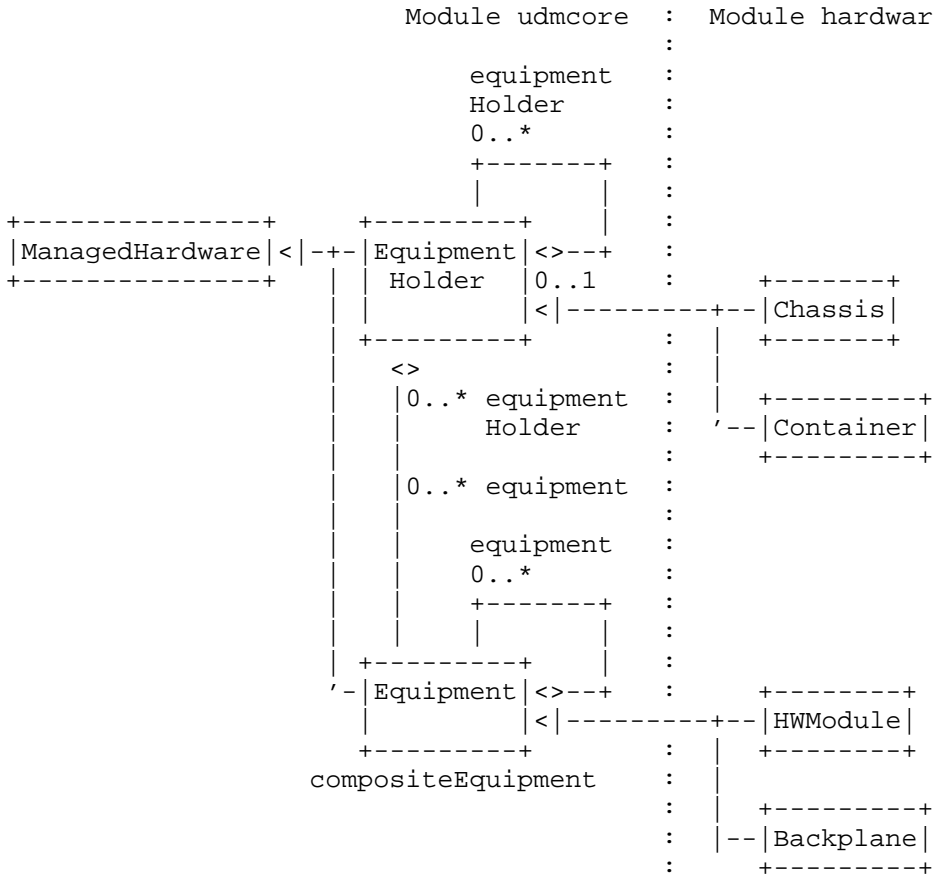 Module udmcore : Module hardwar
:
equipment :
Holder :
0..* :
+-------+ :
| | :
+---------------+ +---------+ | :
|ManagedHardware|<|-+-|Equipment|<>--+ :
+---------------+ | | Holder |0..1 : +-------+
| | |<|---------+--|Chassis|
| +---------+ : | +-------+
| <> : |
| |0..* equipment : | +---------+
| | Holder : '--|Container|
| | : +---------+
| |0..* equipment :
| | :
| | equipment :
| | 0..* :
| | +-------+ :
| | | | :
| +---------+ | :
'-|Equipment|<>--+ : +--------+
| |<|---------+--|HWModule|
+---------+ : | +--------+
compositeEquipment : |
: | +---------+
: |--|Backplane|
: +---------+